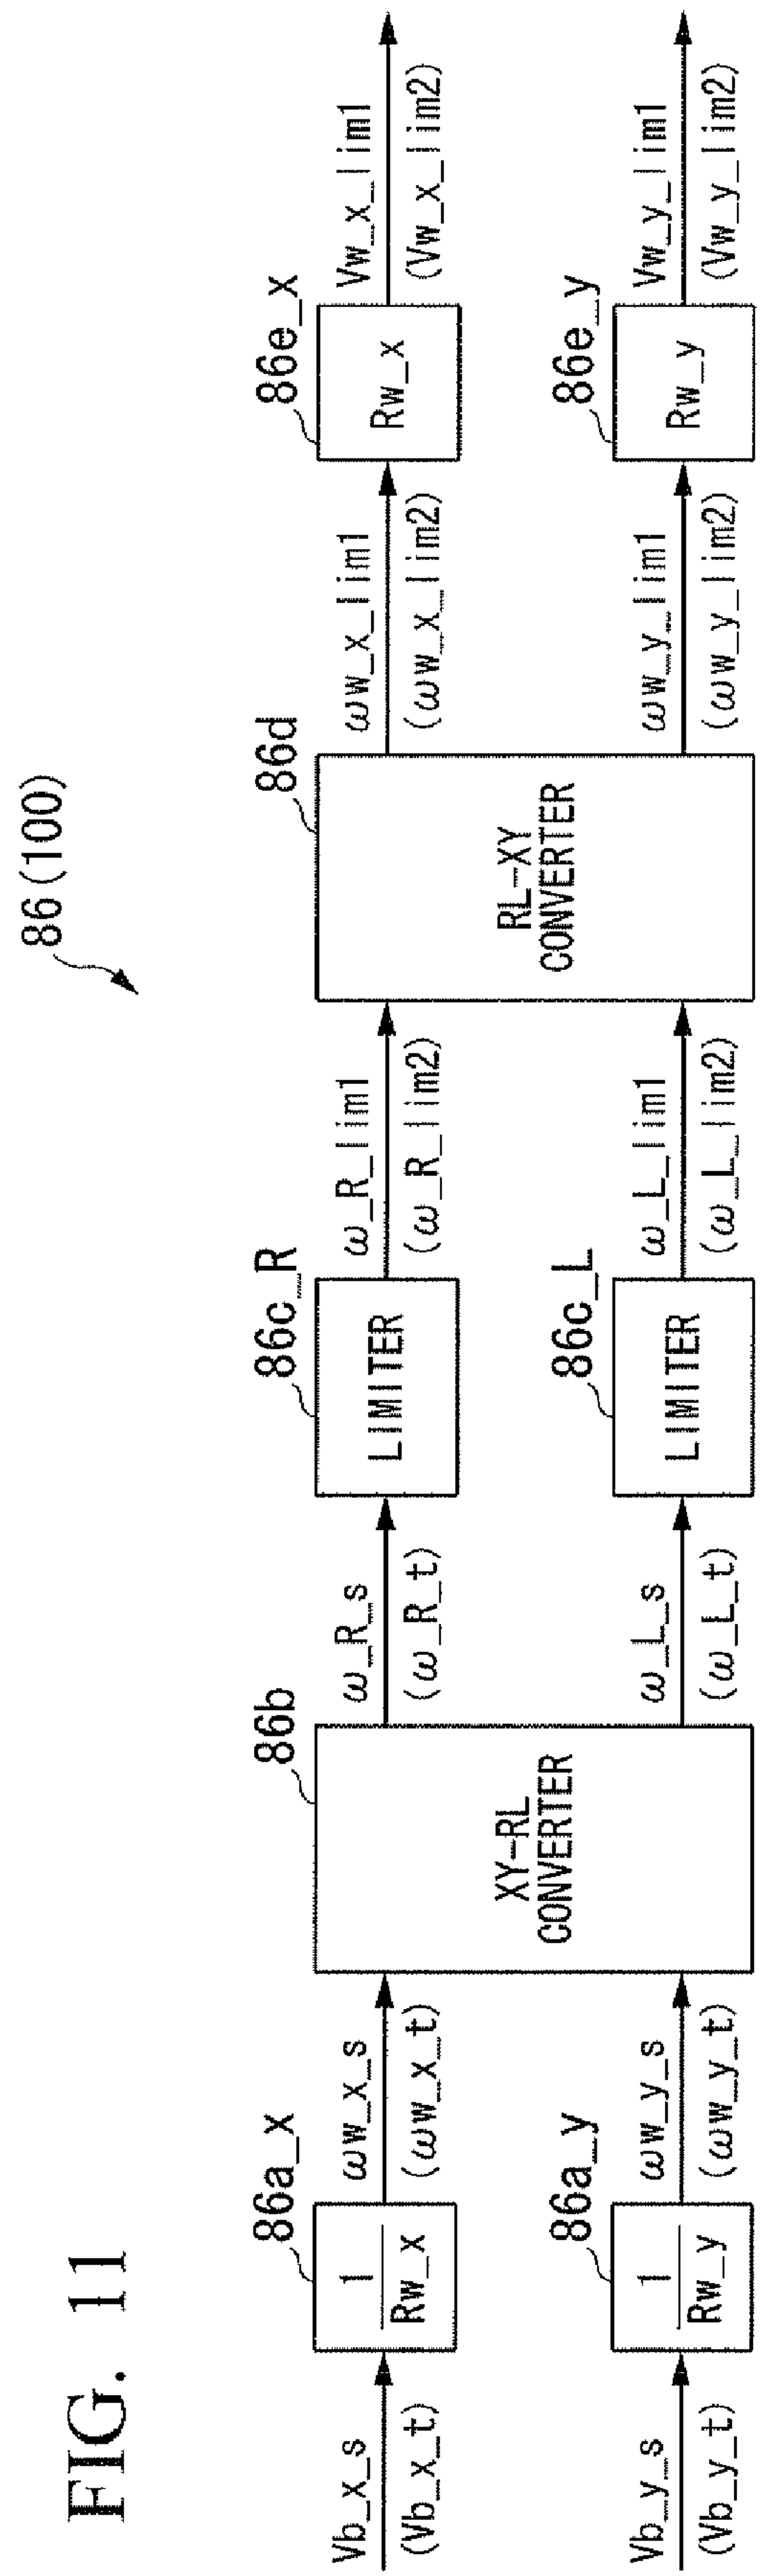 FIG. 11
86(100)
Vb_x_s
(Vb_x_t)
86a_x
1
Rw_x
ωw_x_s
(ωw_x_t)
86b
XY-RL
CONVERTER
ω_R_s
(ω_R_t)
86c_R
LIMITER
ω_R_lim1
(ω_R_lim2)
86d
RL-XY
CONVERTER
ωw_x_lim1
(ωw_x_lim2)
86e_x
Rw_x
Vw_x_lim1
(Vw_x_lim2)
Vb_y_s
(Vb_y_t)
86a_y
1
Rw_y
ωw_y_s
(ωw_y_t)
ω_L_s
(ω_L_t)
86c_L
LIMITER
ω_L_lim1
(ω_L_lim2)
ωw_y_lim1
(ωw_y_lim2)
86e_y
Rw_y
Vw_y_lim1
(Vw_y_lim2)